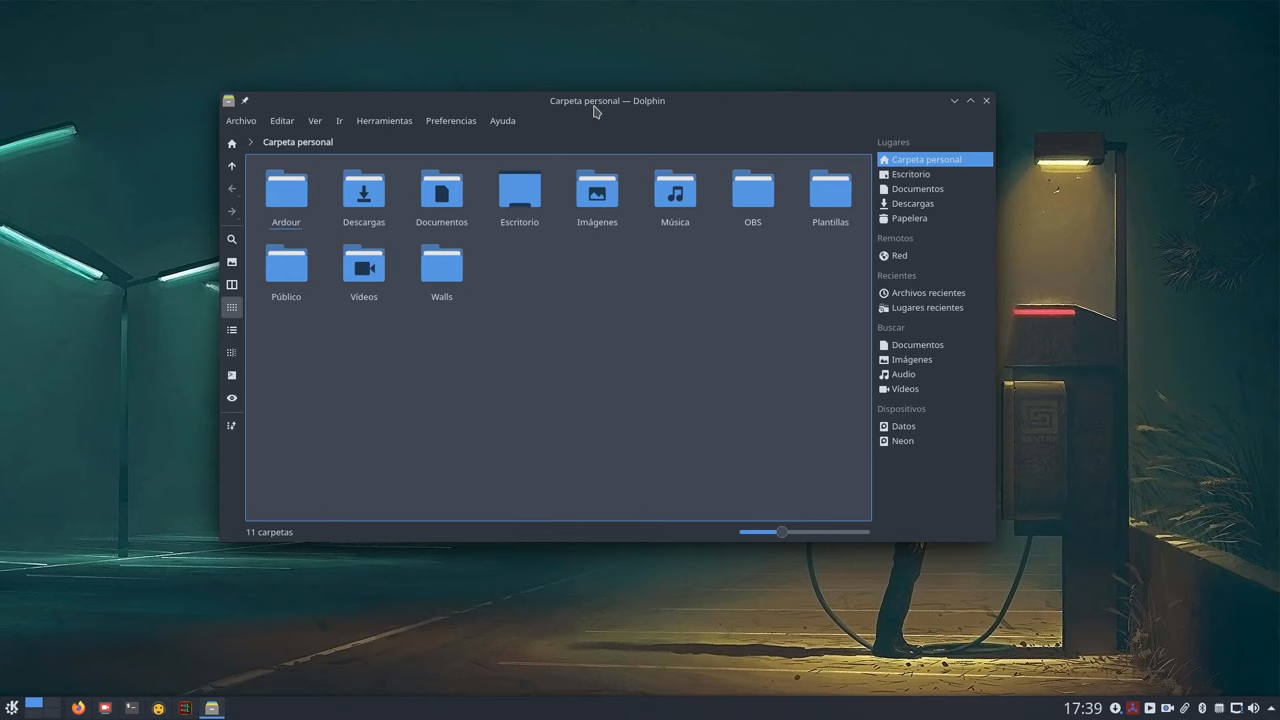 Carpeta personal — Dolphin
Archivo Editar Ver Ir Herramientas Preferencias Ayuda
Carpeta personal
Ardour Descargas Documentos Escritorio Imágenes Música OBS Plantillas
Público Vídeos Walls
11 carpetas
Lugares
Carpeta personal
Escritorio
Documentos
Descargas
Papelera
Remotos
Red
Recientes
Archivos recientes
Lugares recientes
Buscar
Documentos
Imágenes
Audio
Vídeos
Dispositivos
Datos
Neon
17:39